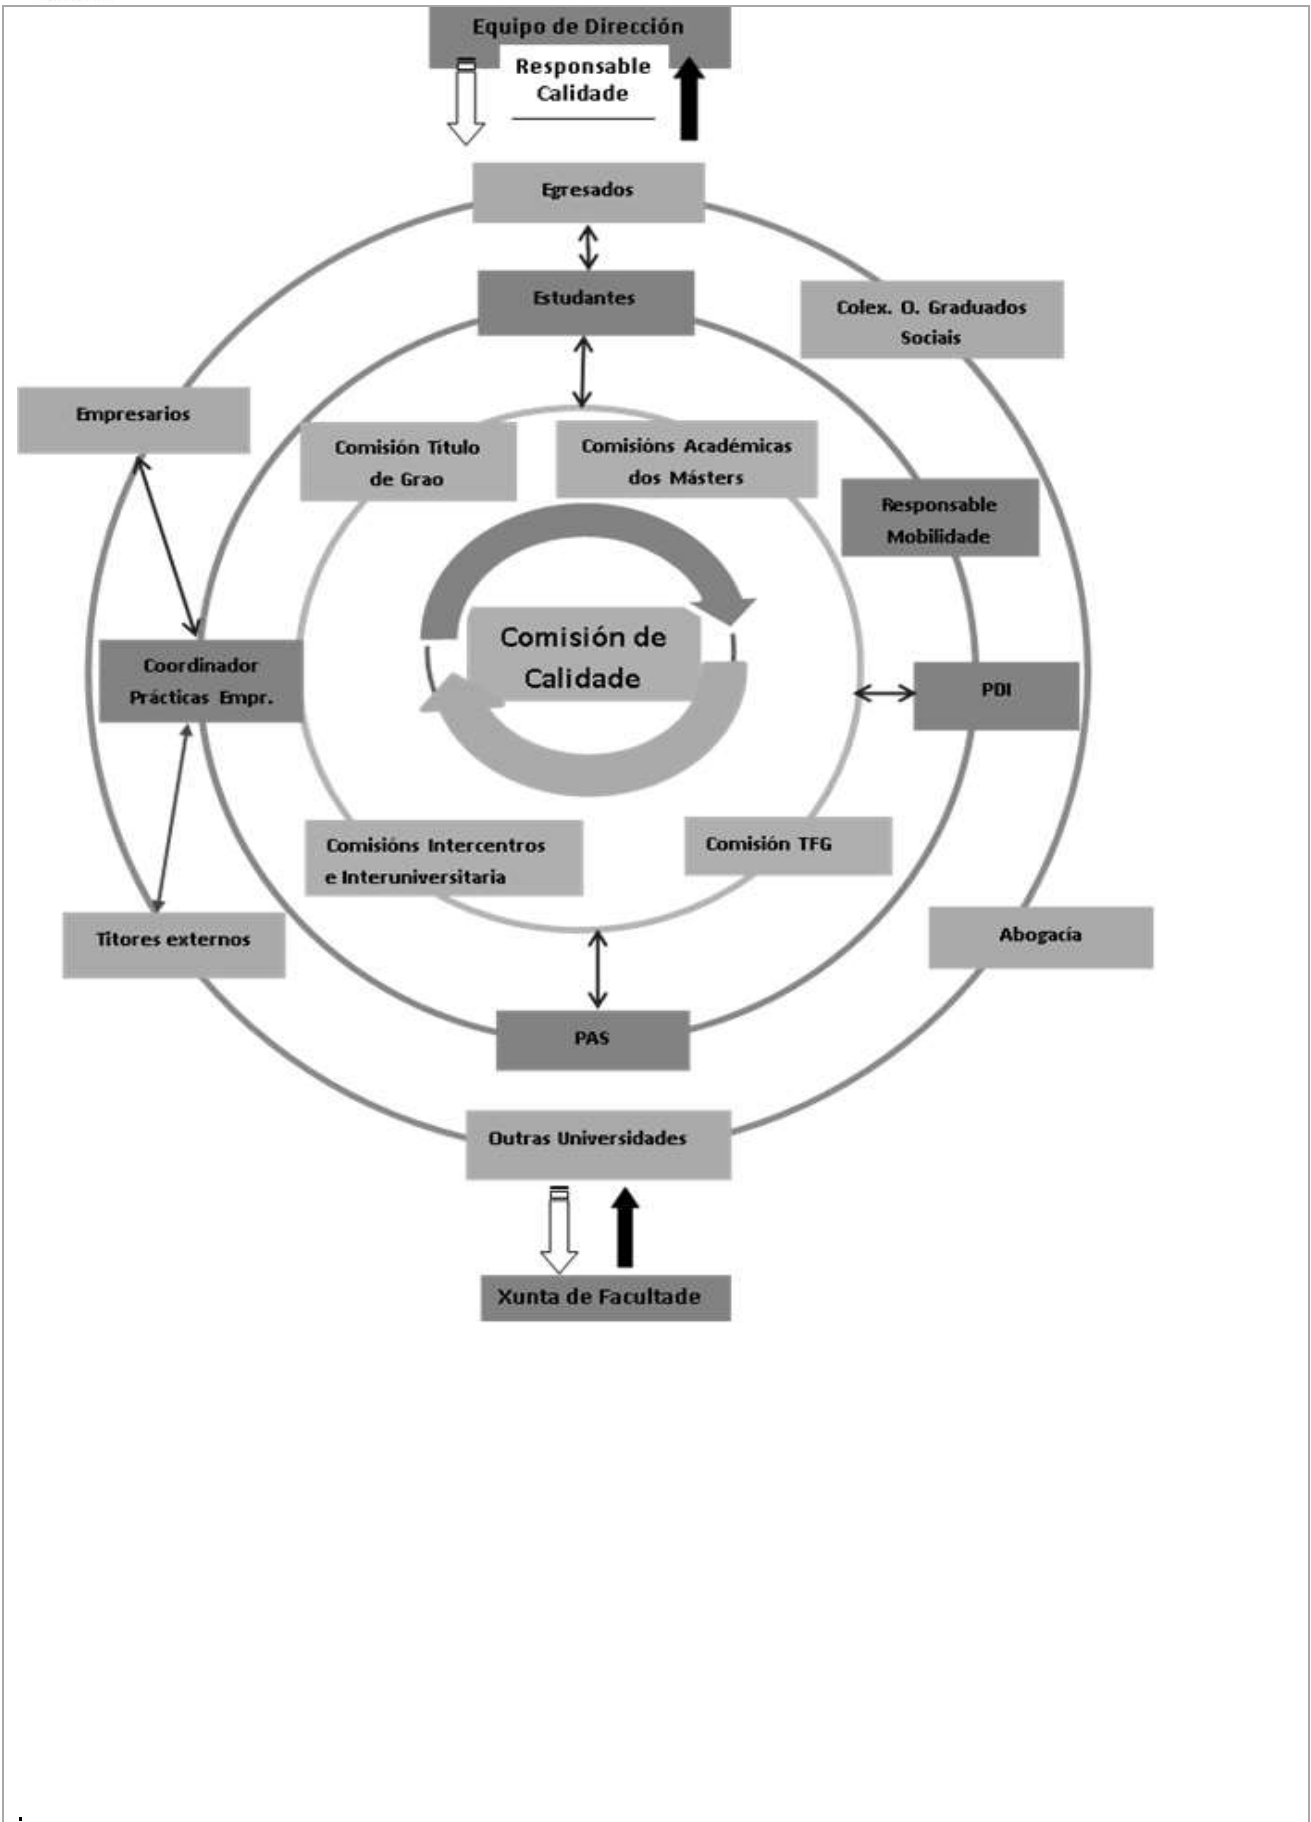 Equipo de Dirección
Responsable
Calidade
Egresados
Estudantes
Colex. O. Graduados
Sociais
Empresarios
Comisión Título
de Grao
Comisións Académicas
dos Másters
Responsable
Mobilidade
Comisión de
Calidade
Coordinador
Prácticas Empr.
PDI
Comisións Intercentros
e Interuniversitaria
Comisión TFG
Titores externos
Abogacía
PAS
Outras Universidades
Xunta de Facultade